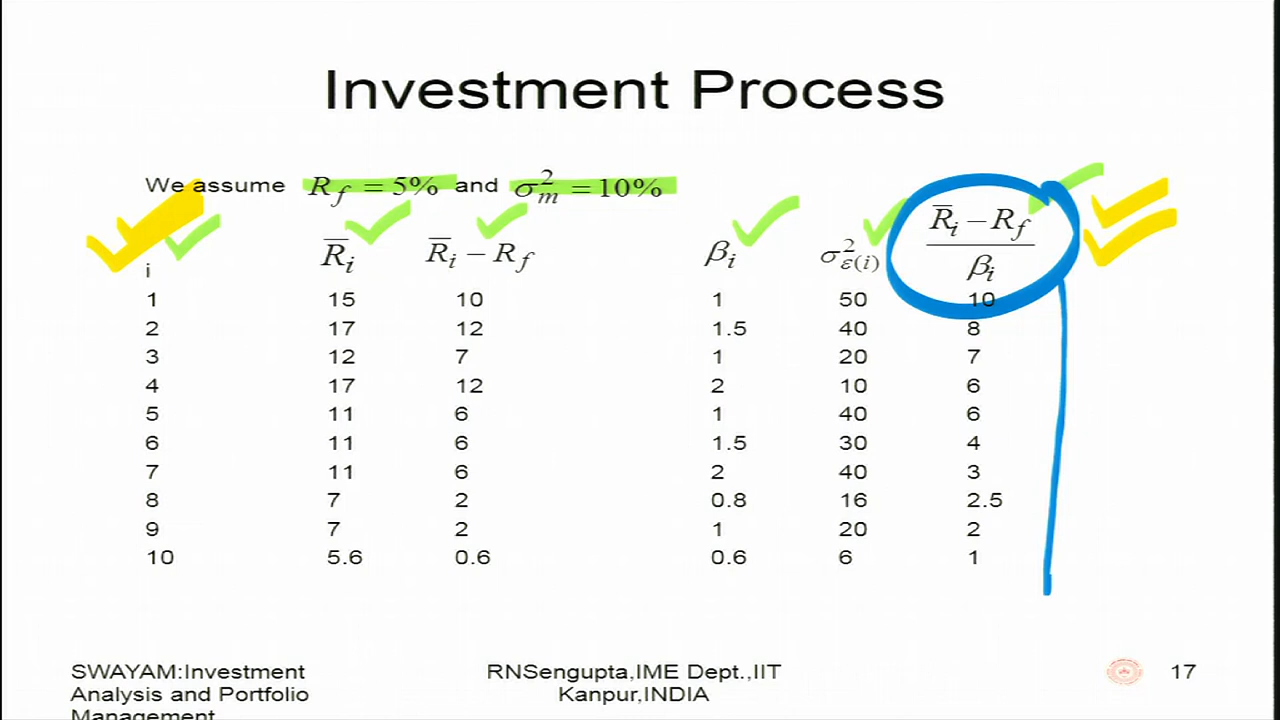 Investment Process
We assume R_f = 5% and σ²_m = 10%
i R̄_i R̄_i − R_f β_i σ²_ε(i) (R̄_i − R_f)/β_i
1 15 10 1 50 10
2 17 12 1.5 40 8
3 12 7 1 20 7
4 17 12 2 10 6
5 11 6 1 40 6
6 11 6 1.5 30 4
7 11 6 2 40 3
8 7 2 0.8 16 2.5
9 7 2 1 20 2
10 5.6 0.6 0.6 6 1
SWAYAM:Investment
Analysis and Portfolio
Management
RNSengupta,IME Dept.,IIT
Kanpur,INDIA
17